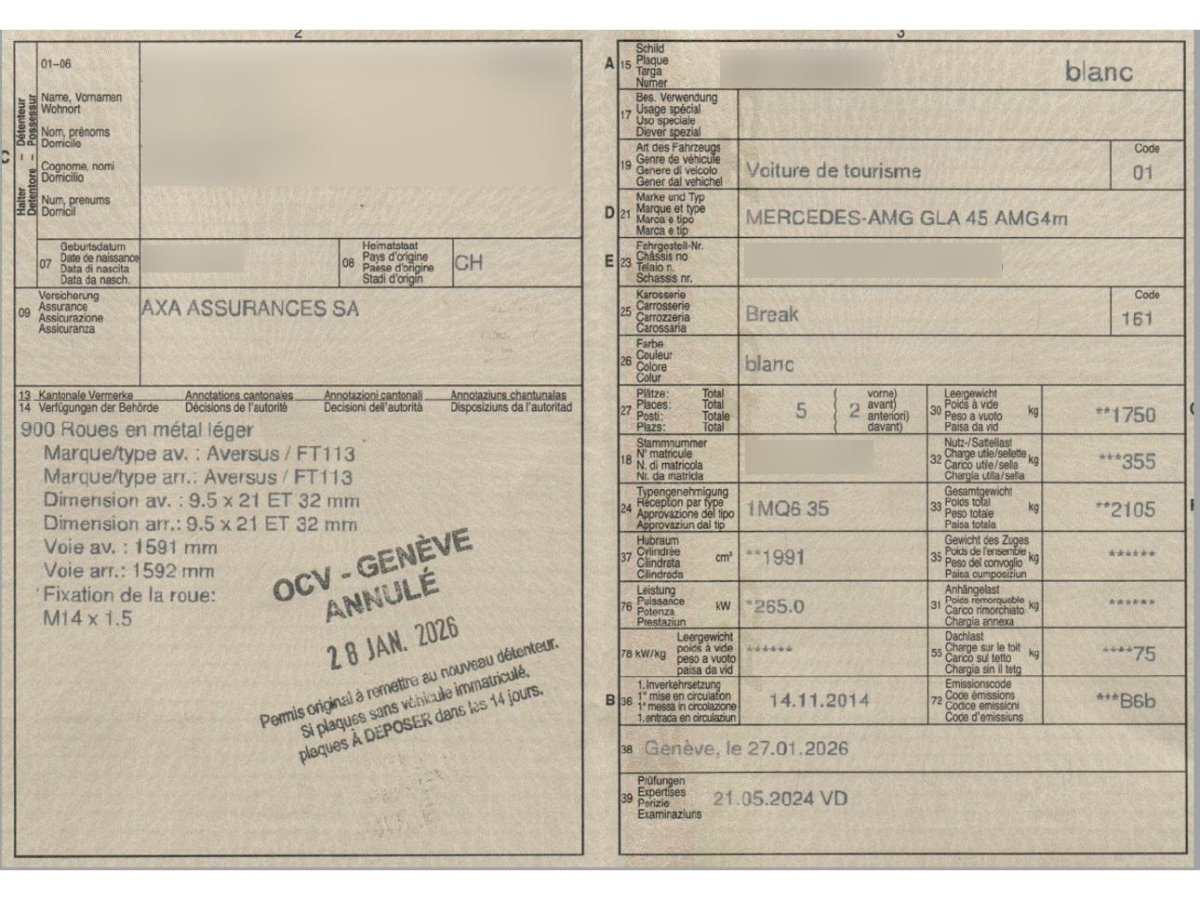 2
01-06
Halter – Détenteur
Detentore – Possessur
C
Name, Vornamen
Wohnort
Nom, prénoms
Domicile
Cognome, nomi
Domicilio
Num, prenums
Domicil
07
Geburtsdatum
Date de naissance
Data di nascita
Data da nasch.
08
Heimatstaat
Pays d'origine
Paese d'origine
Stadi d'origin
CH
09
Versicherung
Assurance
Assicurazione
Assicuranza
AXA ASSURANCES SA
13 Kantonale Vermerke Annotations cantonales Annotazioni cantonali Annotaziuns chantunalas
14 Verfügungen der Behörde Décisions de l'autorité Decisioni dell'autorità Disposiziuns da l'autoritad
900 Roues en métal léger
Marque/type av. : Aversus / FT113
Marque/type arr.: Aversus / FT113
Dimension av. : 9.5 x 21 ET 32 mm
Dimension arr.: 9.5 x 21 ET 32 mm
Voie av. : 1591 mm
Voie arr.: 1592 mm
Fixation de la roue:
M14 x 1.5
OCV - GENÈVE
ANNULÉ
28 JAN. 2026
Permis original à remettre au nouveau détenteur.
Si plaques sans véhicule immatriculé,
plaques À DÉPOSER dans les 14 jours.
3
A
15
Schild
Plaque
Targa
Numer
blanc
17
Bes. Verwendung
Usage spécial
Uso speciale
Diever spezial
19
Art des Fahrzeugs
Genre de véhicule
Genere di veicolo
Gener dal vehichel
Voiture de tourisme
Code
01
D
21
Marke und Typ
Marque et type
Marca e tipo
Marca e tip
MERCEDES-AMG GLA 45 AMG4m
E
23
Fahrgestell-Nr.
Châssis no
Telaio n.
Schassis nr.
25
Karosserie
Carrosserie
Carrozzeria
Carossaria
Break
Code
161
26
Farbe
Couleur
Colore
Colur
blanc
27
Plätze: Total
Places: Total
Posti: Totale
Plazs: Total
5
2
vorne)
avant)
anteriori)
davant)
30
Leergewicht
Poids à vide
Peso a vuoto
Paisa da vid
kg
**1750
18
Stammnummer
N° matricule
N. di matricola
Nr. da matricla
32
Nutz-/Sattellast
Charge utile/sellette
Carico utile/sella
Chargia utila/sella
kg
***355
24
Typengenehmigung
Réception par type
Approvazione del tipo
Approvaziun dal tip
1MQ6 35
33
Gesamtgewicht
Poids total
Peso totale
Paisa totala
kg
**2105
37
Hubraum
Cylindrée
Cilindrata
Cilindrada
cm³
**1991
35
Gewicht des Zuges
Poids de l'ensemble
Peso del convoglio
Paisa cumposiziun
kg
******
76
Leistung
Puissance
Potenza
Prestaziun
kW
*265.0
31
Anhängelast
Poids remorquable
Carico rimorchiato
Chargia annexa
kg
******
78 kW/kg
Leergewicht
poids à vide
peso a vuoto
paisa da vid
******
55
Dachlast
Charge sur le toit
Carico sul tetto
Chargia sin il tetg
kg
****75
B
36
1.Inverkehrsetzung
1re mise en circulation
1a messa in circolazione
1.entrada en circulaziun
14.11.2014
72
Emissionscode
Code émissions
Codice emissioni
Code d'emissiuns
***B6b
38
Genève, le 27.01.2026
39
Prüfungen
Expertises
Perizie
Examinaziuns
21.05.2024 VD